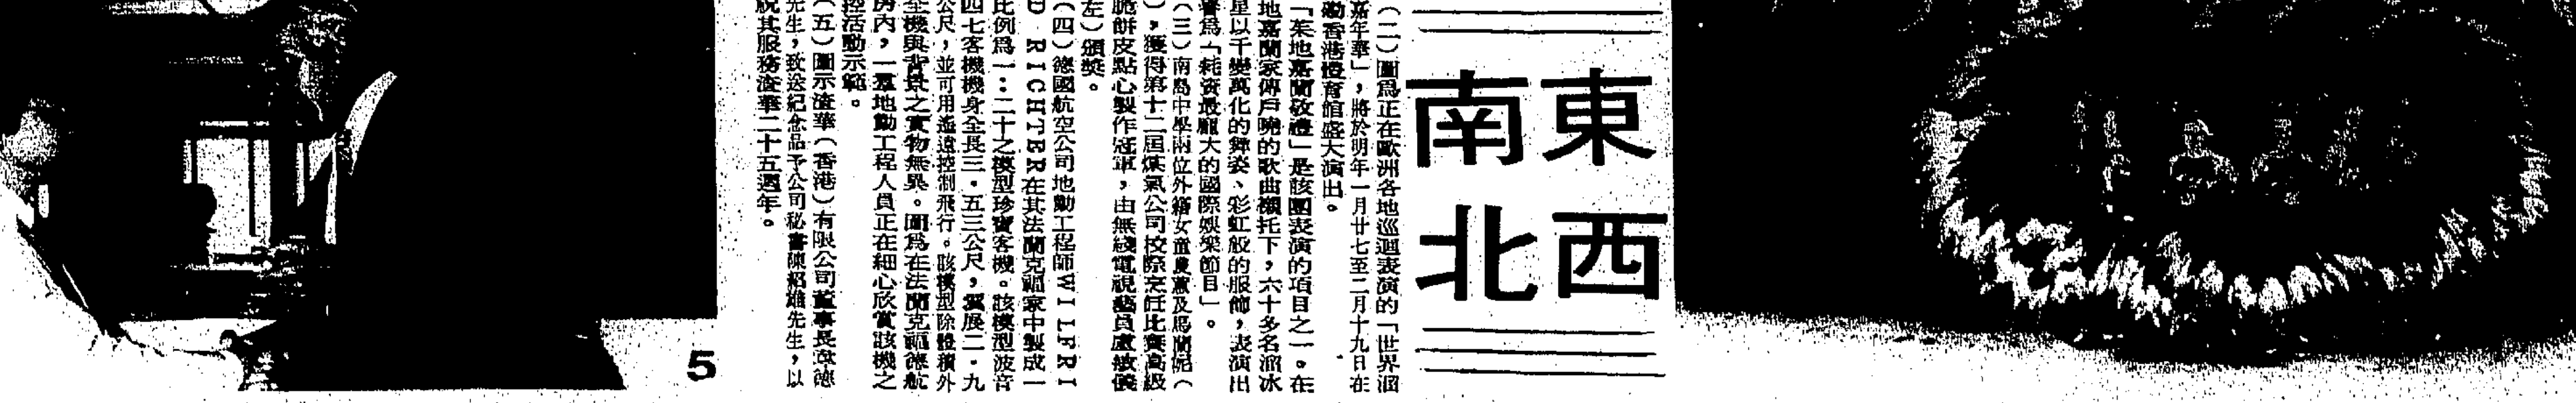 東西
南北
（二）圖爲正在歐洲各地巡迴表演的「世界溜
嘉年華」，將於明年一月廿七至二月十九日在
勒香港體育館盛大演出。
「茱地嘉蘭敬禮」是該團表演的項目之一。在
地嘉蘭家傳戶曉的歌曲襯托下，六十多名溜冰
星以千變萬化的舞姿、彩虹般的服飾，表演出
譽爲「耗資最龐大的國際娛樂節目」。
（三）南島中學兩位外籍女童及馬蘭妮（
），獲得第十二屆煤氣公司校際烹飪比賽高級
脆餅皮點心製作冠軍，由無綫電視藝員盧敏儀
左）頒獎。
（四）德國航空公司地勤工程師WILFRI
D RICHTER在其法蘭克福家中製成一
比例爲一：二十之模型珍寶客機。該模型波音
四七客機機身全長三．五三公尺，翼展二．九
公尺，並可用遙遠控制飛行。該模型除體積外
全機與背景之實物無異。圖爲在法蘭克福德航
房內，一羣地勤工程人員正在細心欣賞該機之
控活動示範。
（五）圖示渣華（香港）有限公司董事長韋德
先生，致送紀念品予公司秘書陳紹雄先生，以
祝其服務渣華二十五週年。
5